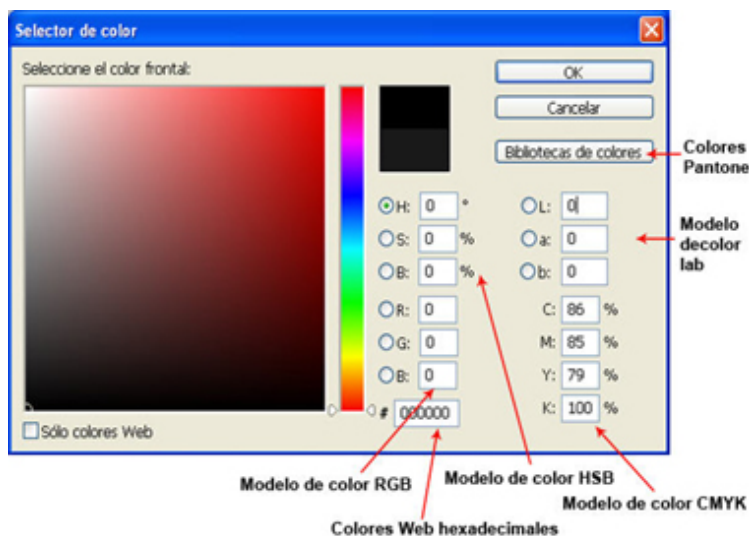 Selector de color
Seleccione el color frontal:
OK
Cancelar
Bibliotecas de colores
Colores
Pantone
H: 0 °
S: 0 %
B: 0 %
R: 0
G: 0
B: 0
# 000000
L: 0
a: 0
b: 0
C: 86 %
M: 85 %
Y: 79 %
K: 100 %
Modelo
decolor
lab
Sólo colores Web
Modelo de color RGB
Modelo de color HSB
Modelo de color CMYK
Colores Web hexadecimales